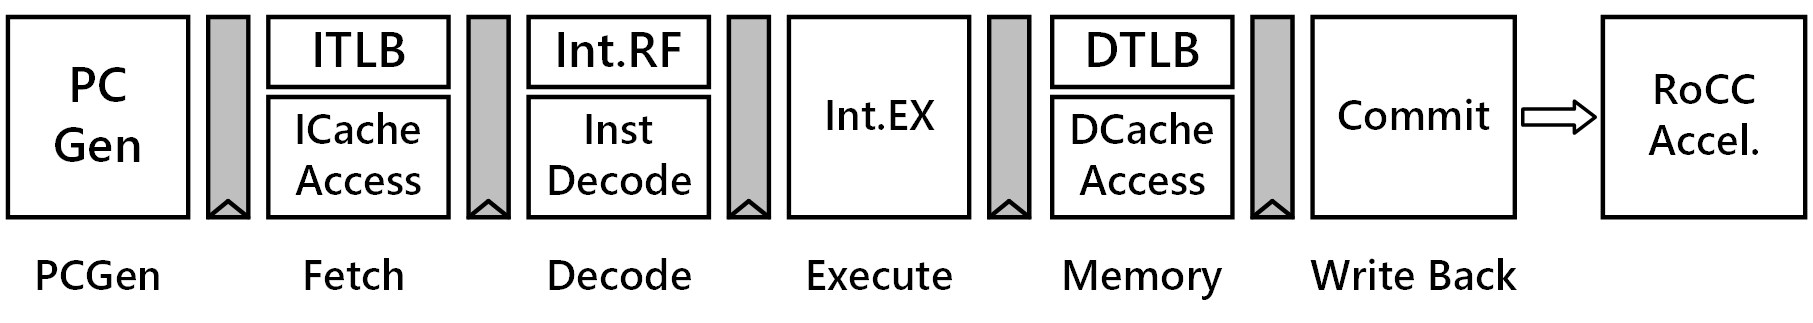 PC
Gen
ITLB
ICache
Access
Int.RF
Inst
Decode
Int.EX
DTLB
DCache
Access
Commit
RoCC
Accel.
PCGen
Fetch
Decode
Execute
Memory
Write Back